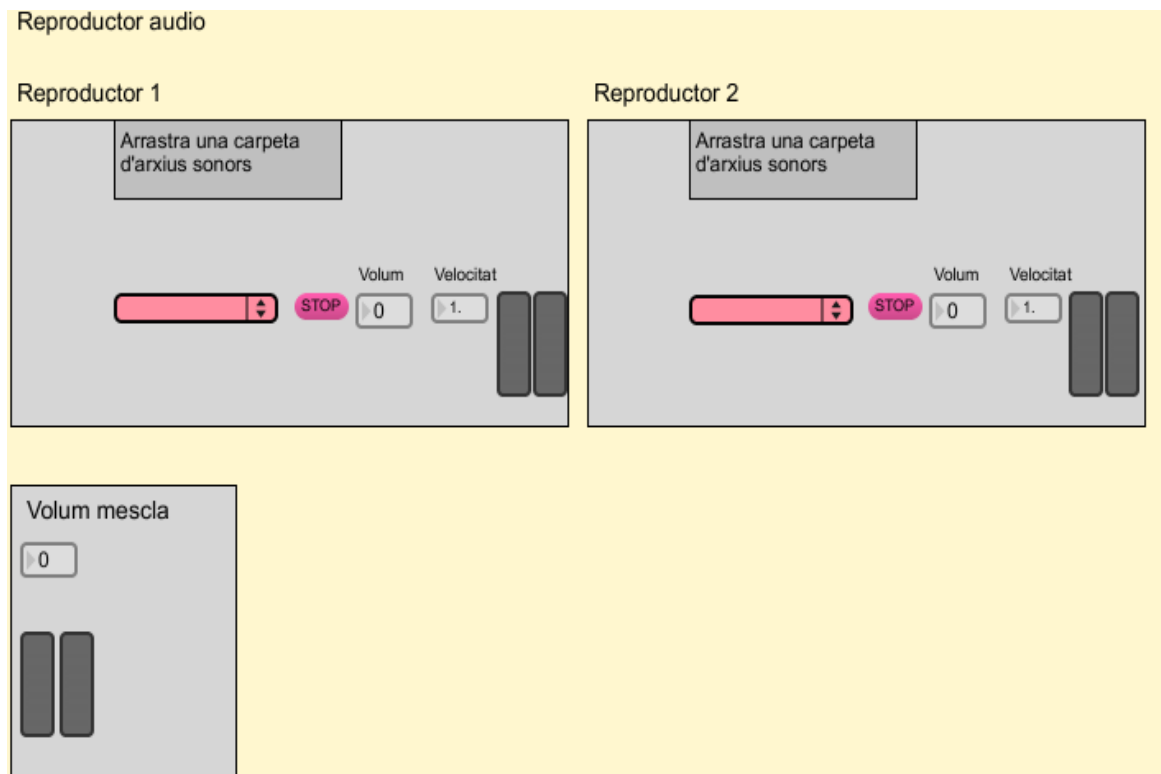 Reproductor audio
Reproductor 1
Arrastra una carpeta
d'arxius sonors
Volum
Velocitat
STOP
0
1.
Reproductor 2
Arrastra una carpeta
d'arxius sonors
Volum
Velocitat
STOP
0
1.
Volum mescla
0